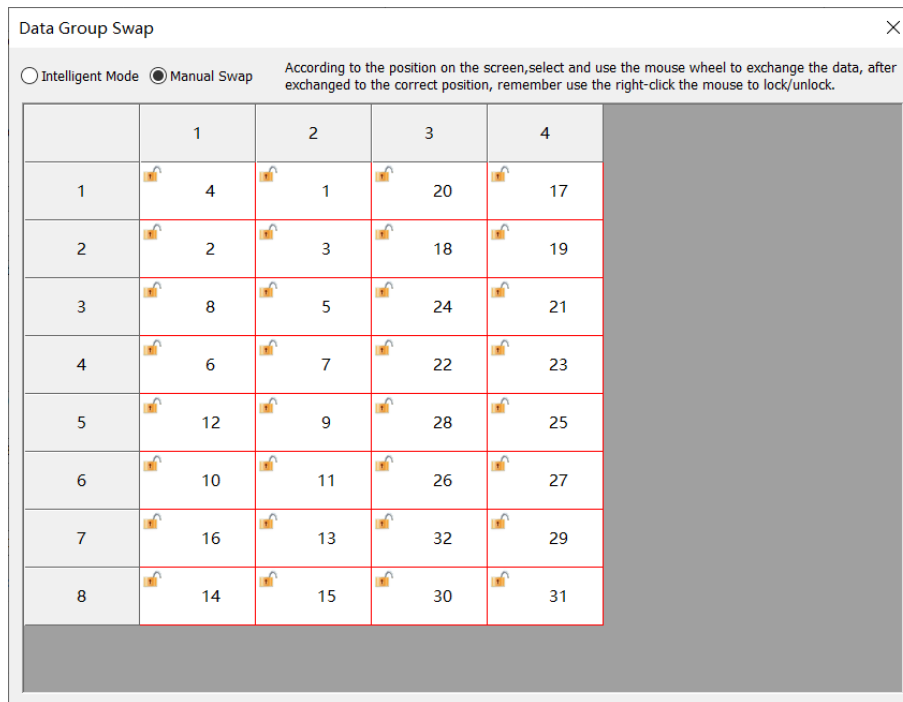 Data Group Swap
Intelligent Mode Manual Swap
According to the position on the screen,select and use the mouse wheel to exchange the data, after
exchanged to the correct position, remember use the right-click the mouse to lock/unlock.
1 2 3 4
1 4 1 20 17
2 2 3 18 19
3 8 5 24 21
4 6 7 22 23
5 12 9 28 25
6 10 11 26 27
7 16 13 32 29
8 14 15 30 31